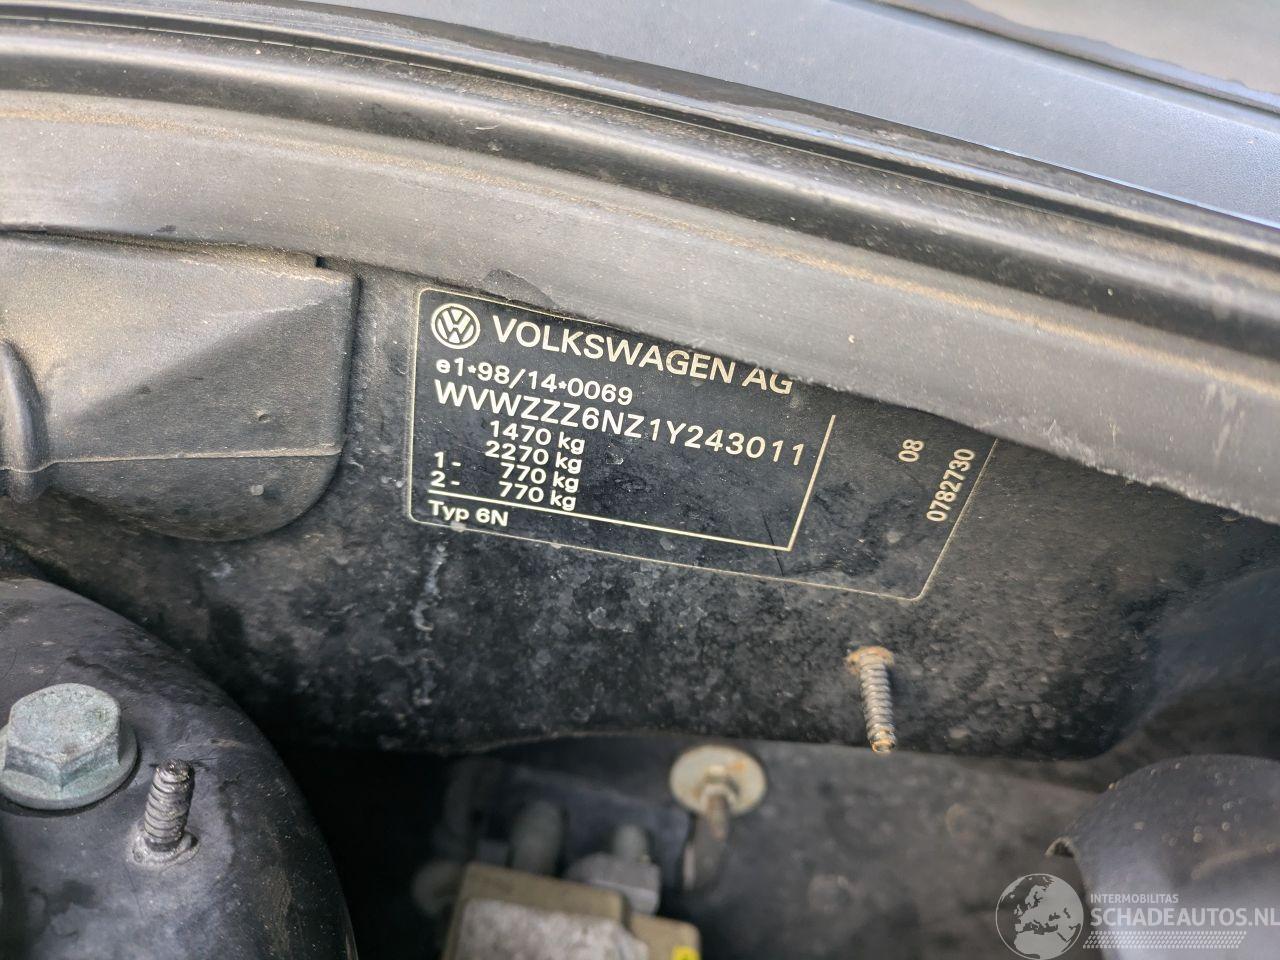 VOLKSWAGEN AG
e1*98/14*0069
WVWZZZ6NZ1Y243011
1470 kg
2270 kg
1- 770 kg
2- 770 kg
Typ 6N
08
0782730
INTERMOBILITAS
SCHADEAUTOS.NL